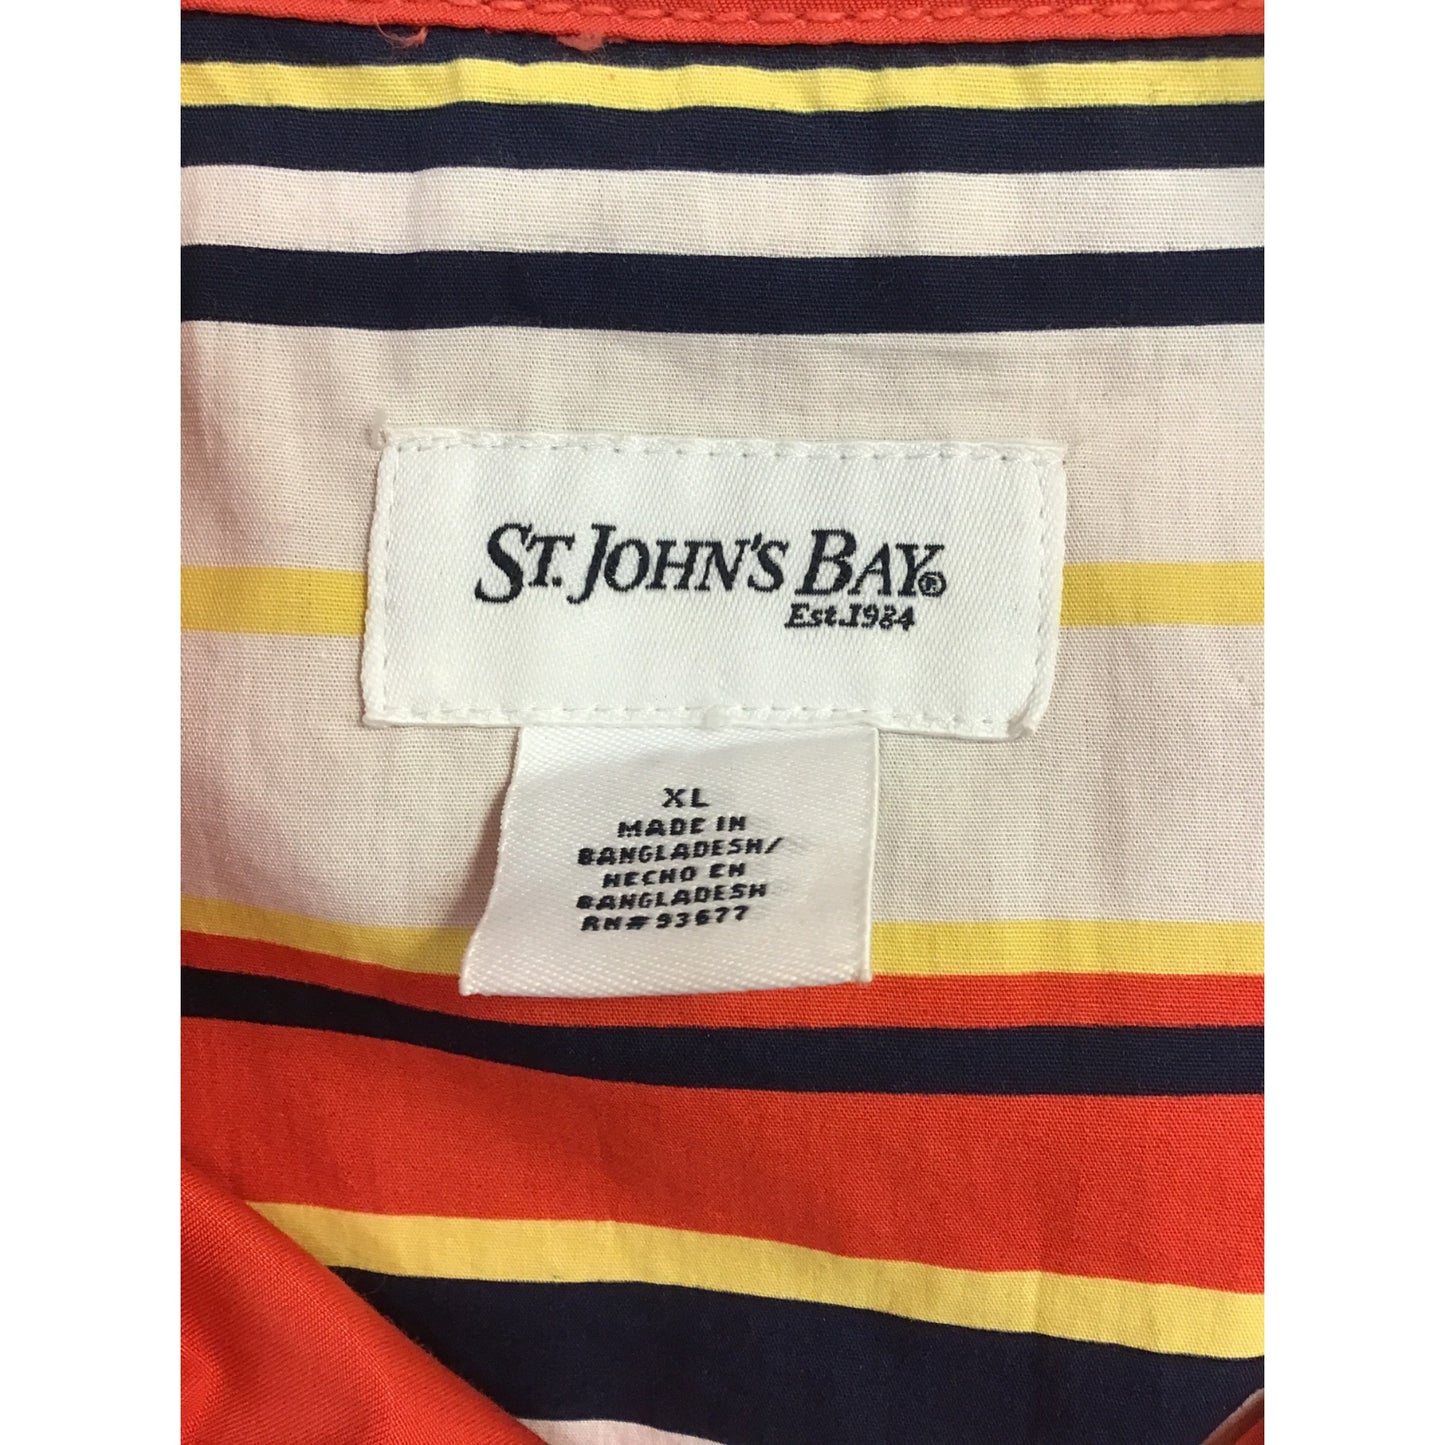 ST. JOHN'S BAY®
Est.1984
XL
MADE IN
BANGLADESH/
HECHO EN
BANGLADESH
RN# 93677